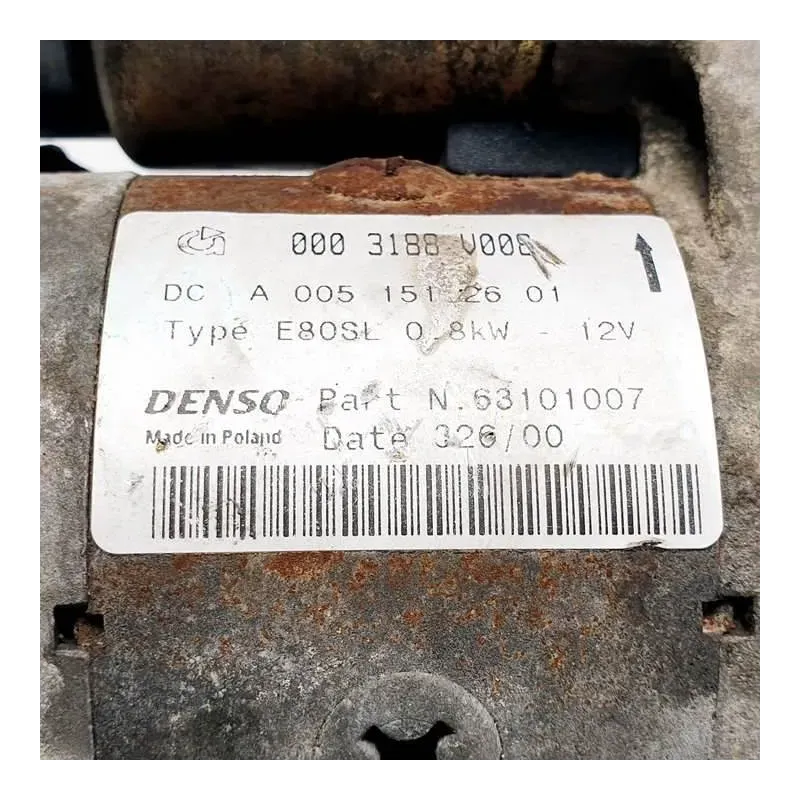 000 3188 V006
DC A 005 151 26 01
Type E80SL 0,8kW - 12V
DENSO Part N.63101007
Made in Poland Date 326/00